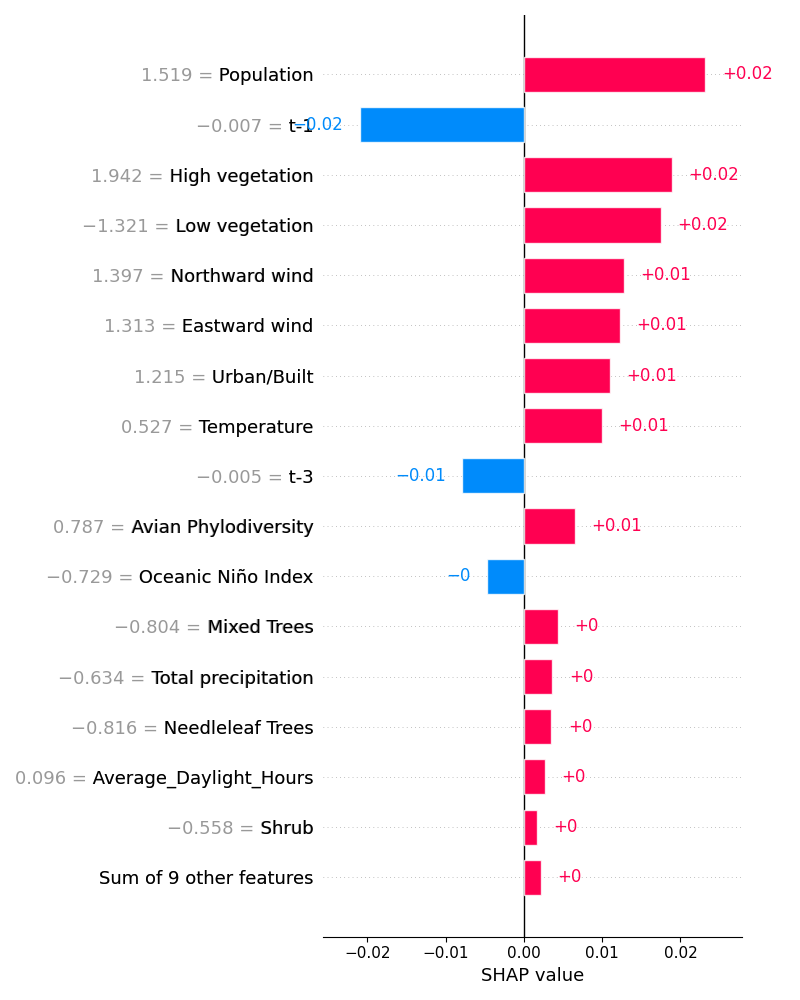 1.519 = Population +0.02
−0.007 = t-1 −0.02
1.942 = High vegetation +0.02
−1.321 = Low vegetation +0.02
1.397 = Northward wind +0.01
1.313 = Eastward wind +0.01
1.215 = Urban/Built +0.01
0.527 = Temperature +0.01
−0.005 = t-3 −0.01
0.787 = Avian Phylodiversity +0.01
−0.729 = Oceanic Niño Index −0
−0.804 = Mixed Trees +0
−0.634 = Total precipitation +0
−0.816 = Needleleaf Trees +0
0.096 = Average_Daylight_Hours +0
−0.558 = Shrub +0
Sum of 9 other features +0
−0.02 −0.01 0.00 0.01 0.02
SHAP value